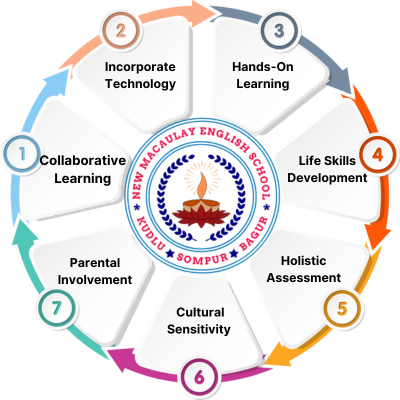 1
Collaborative
Learning
2
Incorporate
Technology
3
Hands-On
Learning
4
Life Skills
Development
5
Holistic
Assessment
6
Cultural
Sensitivity
7
Parental
Involvement
NEW MACAULAY ENGLISH SCHOOL
KUDLU ★ SOMPUR ★ BAGUR